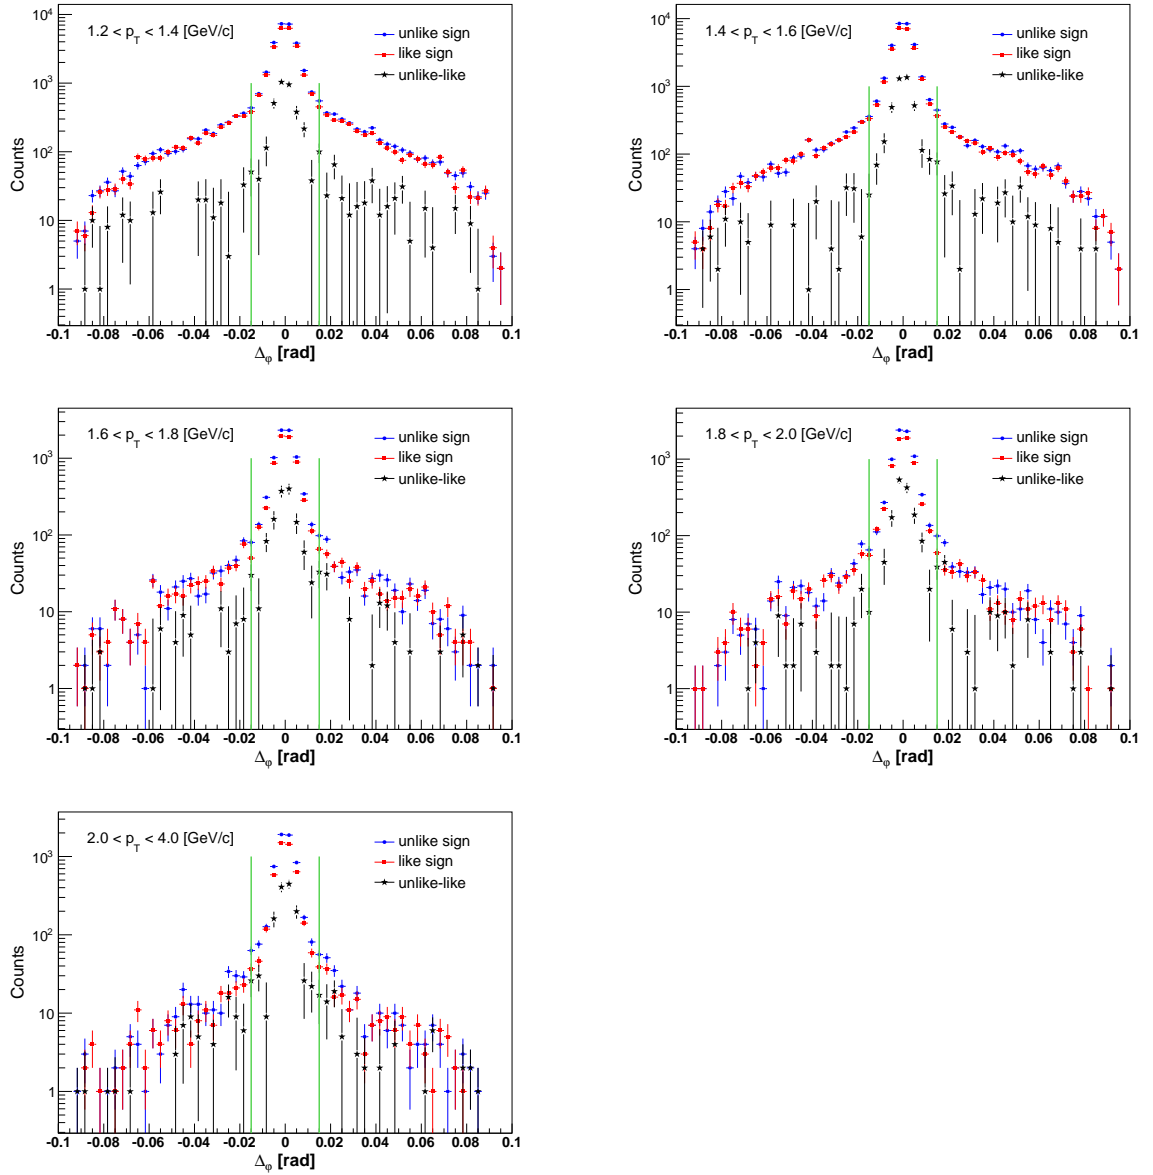 1.2 < p_T < 1.4 [GeV/c]
unlike sign
like sign
unlike-like
Counts
10^4
10^3
10^2
10
1
-0.1 -0.08 -0.06 -0.04 -0.02 0 0.02 0.04 0.06 0.08 0.1
Δ_φ [rad]
1.4 < p_T < 1.6 [GeV/c]
unlike sign
like sign
unlike-like
Counts
10^4
10^3
10^2
10
1
-0.1 -0.08 -0.06 -0.04 -0.02 0 0.02 0.04 0.06 0.08 0.1
Δ_φ [rad]
1.6 < p_T < 1.8 [GeV/c]
unlike sign
like sign
unlike-like
Counts
10^3
10^2
10
1
-0.1 -0.08 -0.06 -0.04 -0.02 0 0.02 0.04 0.06 0.08 0.1
Δ_φ [rad]
1.8 < p_T < 2.0 [GeV/c]
unlike sign
like sign
unlike-like
Counts
10^3
10^2
10
1
-0.1 -0.08 -0.06 -0.04 -0.02 0 0.02 0.04 0.06 0.08 0.1
Δ_φ [rad]
2.0 < p_T < 4.0 [GeV/c]
unlike sign
like sign
unlike-like
Counts
10^3
10^2
10
1
-0.1 -0.08 -0.06 -0.04 -0.02 0 0.02 0.04 0.06 0.08 0.1
Δ_φ [rad]